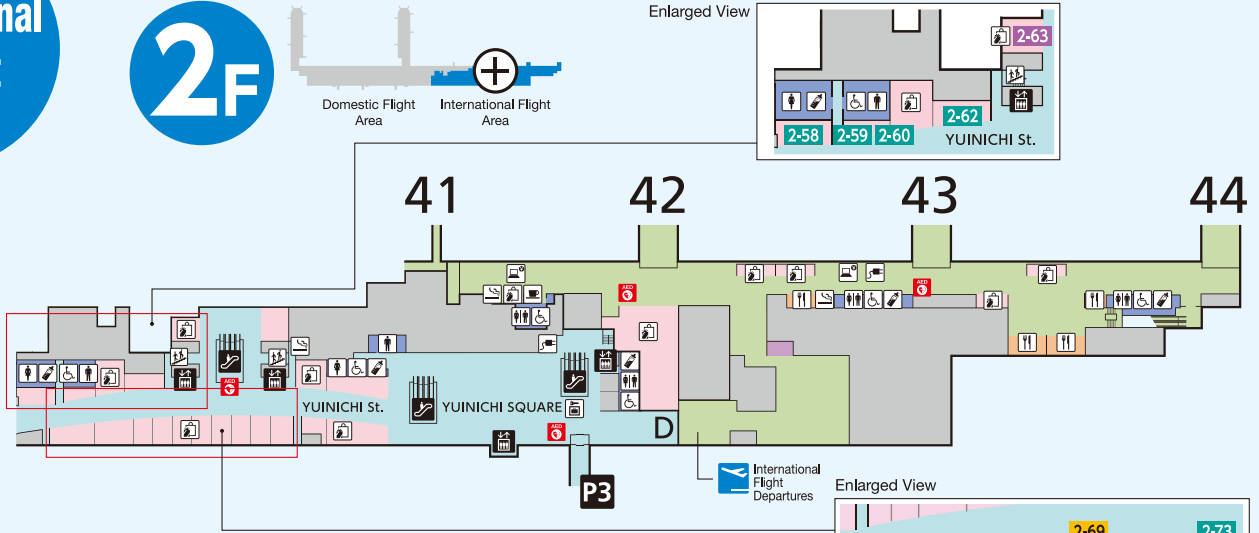 2F
Domestic Flight
Area
International Flight
Area
Enlarged View
2-63
2-62
2-58
2-59
2-60
YUINICHI St.
41
42
43
44
AED
AED
AED
YUINICHI St.
YUINICHI SQUARE
AED
D
P3
International
Flight
Departures
Enlarged View
2-69
2-73